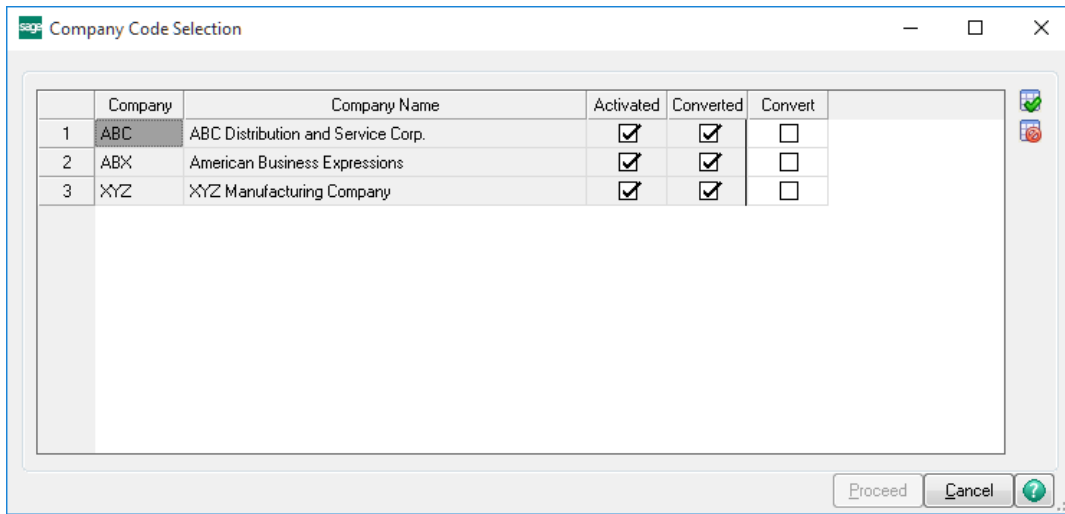 sage Company Code Selection
Company Company Name Activated Converted Convert
1 ABC ABC Distribution and Service Corp.
2 ABX American Business Expressions
3 XYZ XYZ Manufacturing Company
Proceed Cancel ?